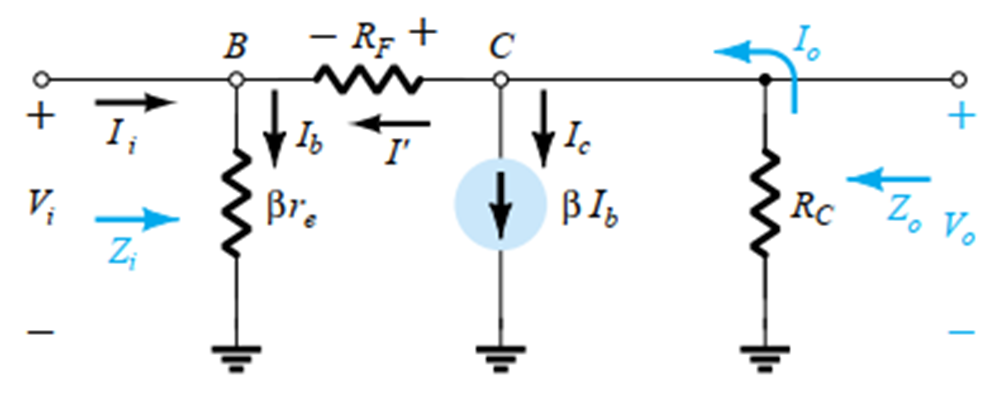 B − R_F + C I_o
+ I_i I_b I' I_c +
V_i Z_i βr_e βI_b R_C Z_o V_o
− −